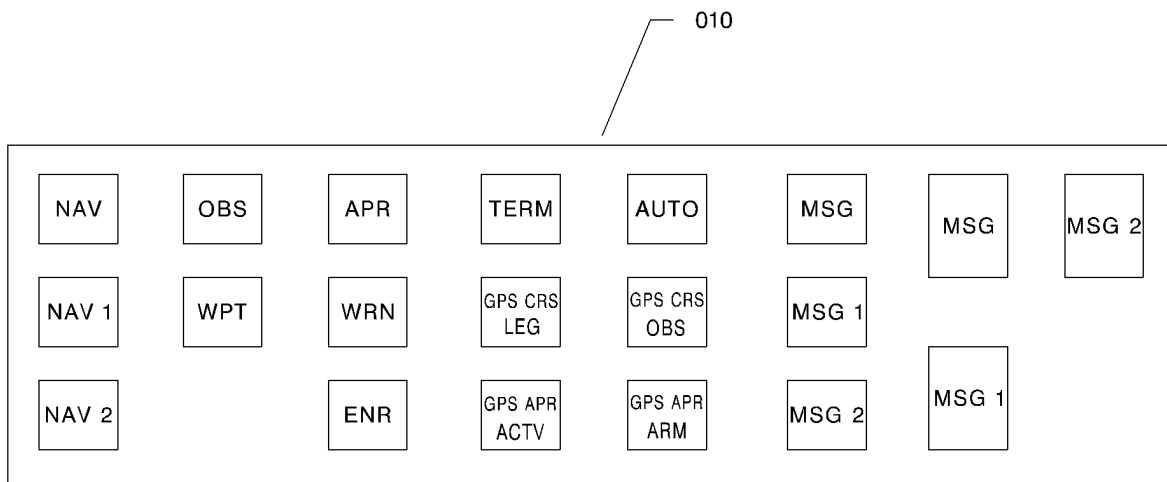 010
NAV
OBS
APR
TERM
AUTO
MSG
MSG
MSG 2
NAV 1
WPT
WRN
GPS CRS
LEG
GPS CRS
OBS
MSG 1
NAV 2
ENR
GPS APR
ACTV
GPS APR
ARM
MSG 2
MSG 1